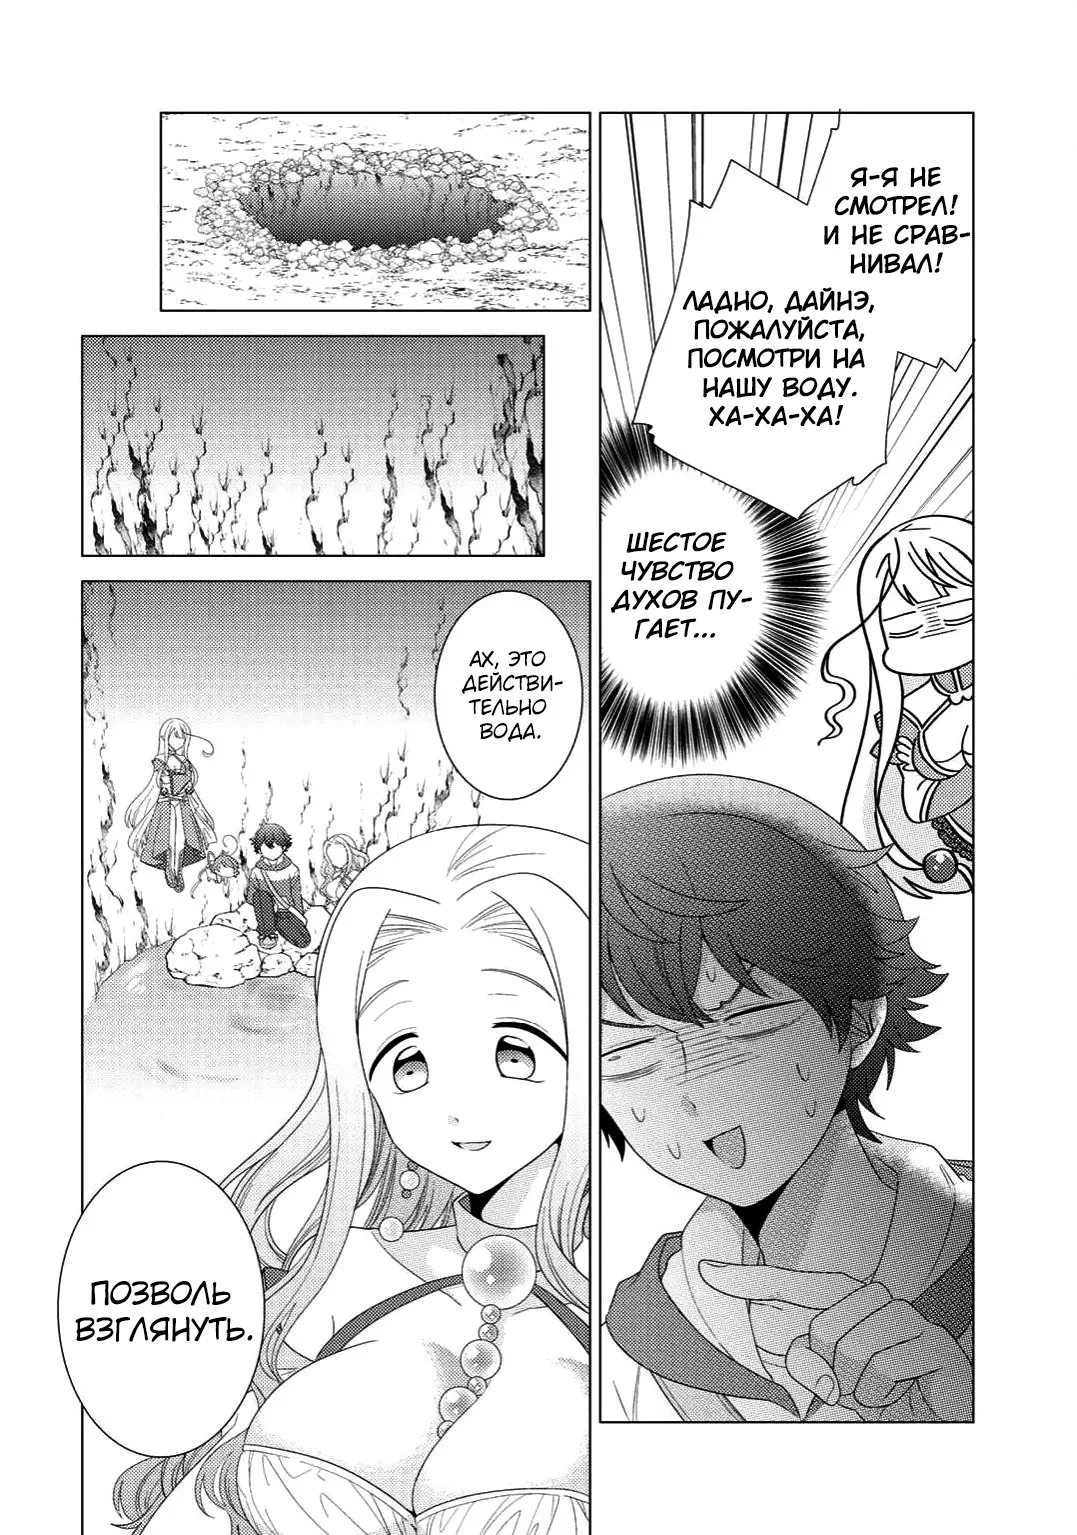 Я-Я НЕ
СМОТРЕЛ!
И НЕ СРАВ-
НИВАЛ!
ЛАДНО, ДАЙНЭ,
ПОЖАЛУЙСТА,
ПОСМОТРИ НА
НАШУ ВОДУ.
ХА-ХА-ХА!
ШЕСТОЕ
ЧУВСТВО
ДУХОВ ПУ-
ГАЕТ...
АХ, ЭТО
ДЕЙСТВИ-
ТЕЛЬНО
ВОДА.
ПОЗВОЛЬ
ВЗГЛЯНУТЬ.